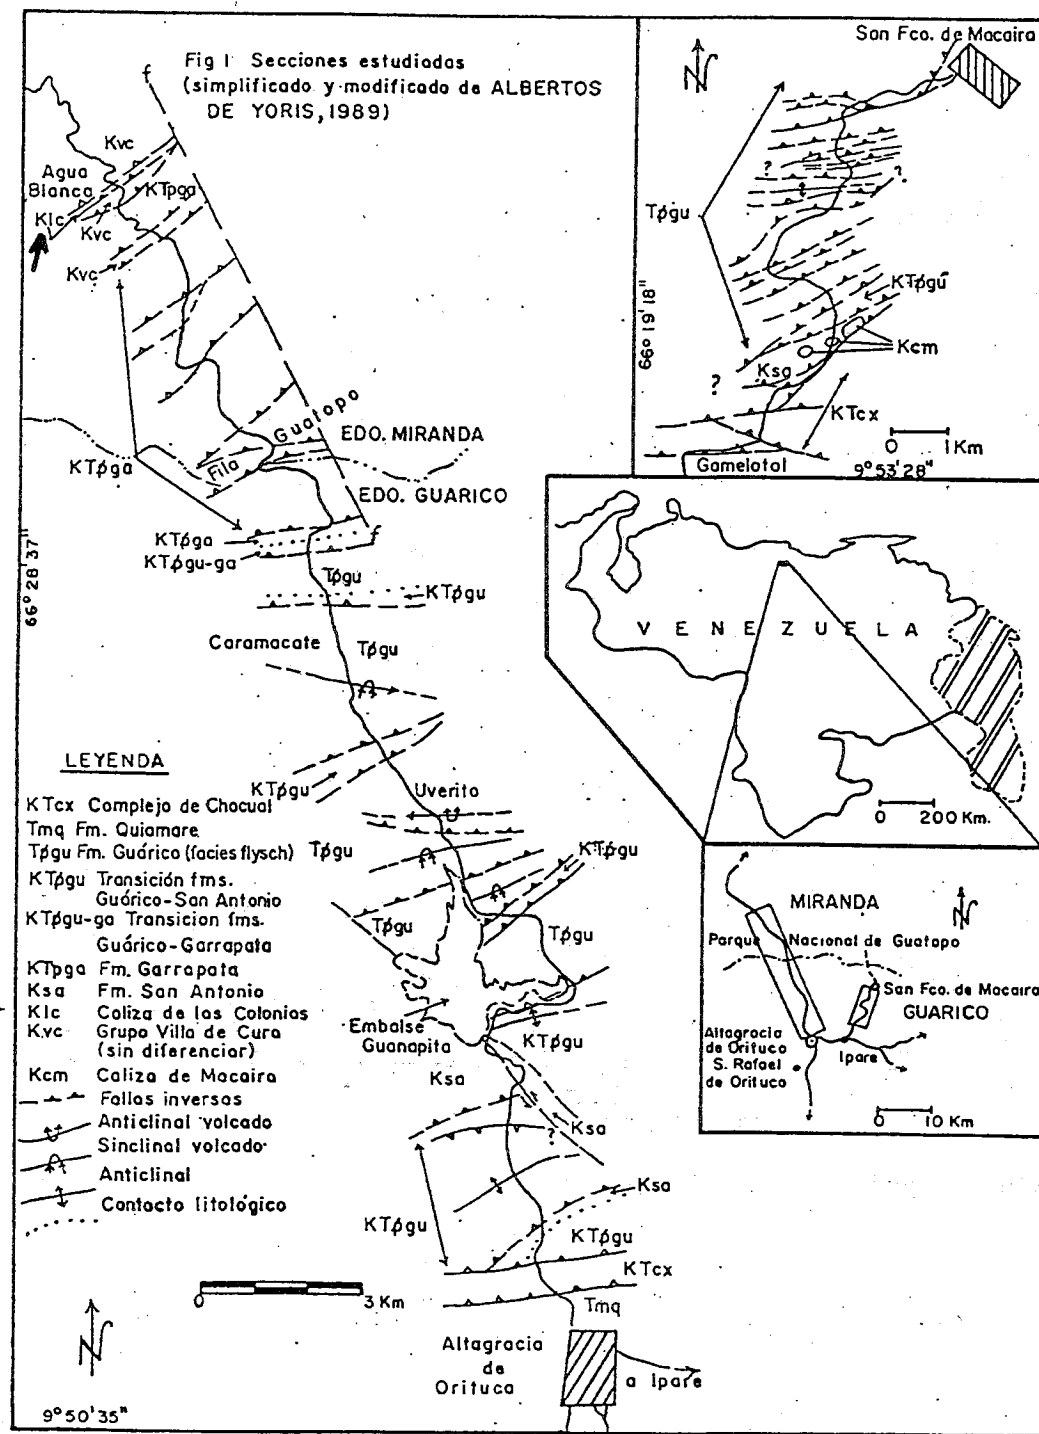 Fig 1 Secciones estudiadas
(simplificado y modificado de ALBERTOS
DE YORIS, 1989)
f
Kvc
Agua
Blanca
KTpga
Klc
Kvc
Kvc
Guatopo
Fila
EDO. MIRANDA
EDO. GUARICO
KTpga
KTpga
f
KTpgu-ga
Tpgu
KTpgu
66° 28' 37"
Caramacate
Tpgu
KTpgu
Uverito
Tpgu
KTpgu
Tpgu
Tpgu
Embalse
Guanapita
KTpgu
Ksa
Ksa
?
Ksa
KTpgu
KTpgu
KTcx
Tmq
Altagracia
de
Orituca
a Ipare
LEYENDA
KTcx Complejo de Chacual
Tmq Fm. Quiamare
Tpgu Fm. Guárico (facies flysch)
KTpgu Transición fms.
Guárico-San Antonio
KTpgu-ga Transicion fms.
Guárico-Garrapata
KTpga Fm. Garrapata
Ksa Fm. San Antonio
Klc Caliza de las Colonias
Kvc Grupo Villa de Cura
(sin diferenciar)
Kcm Caliza de Macaira
Fallas inversas
Anticlinal volcado
Sinclinal volcado
Anticlinal
Contacto litológico
0 3 Km
N
9° 50' 35"
San Fco. de Macaira
N
?
?
Tpgu
66° 19' 18"
KTpgu
Kcm
Ksa
?
KTcx
0 1 Km
Gamelotal
9° 53' 28"
VENEZUELA
0 200 Km.
MIRANDA
N
Parque Nacional de Guatopo
San Fco. de Macaira
GUARICO
Altagracia
de Orituco
Ipare
S. Rafael
de Orituco
0 10 Km